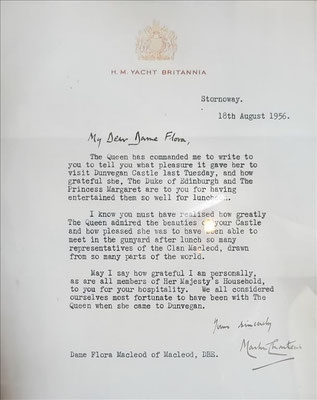 H. M. YACHT BRITANNIA
Stornoway.
18th August 1956.
My Dear Dame Flora,
The Queen has commanded me to write to
you to tell you what pleasure it gave her to
visit Dunvegan Castle last Tuesday, and how
grateful she, The Duke of Edinburgh and The
Princess Margaret are to you for having
entertained them so well for luncheon.
I know you must have realised how greatly
The Queen admired the beauties of your Castle
and how pleased she was to have been able to
meet in the gunyard after lunch so many
representatives of the Clan Macleod, drawn
from so many parts of the world.
May I say how grateful I am personally,
as are all members of Her Majesty's Household,
to you for your hospitality. We all considered
ourselves most fortunate to have been with The
Queen when she came to Dunvegan.
Yours sincerely
Dame Flora Macleod of Macleod, DBE.